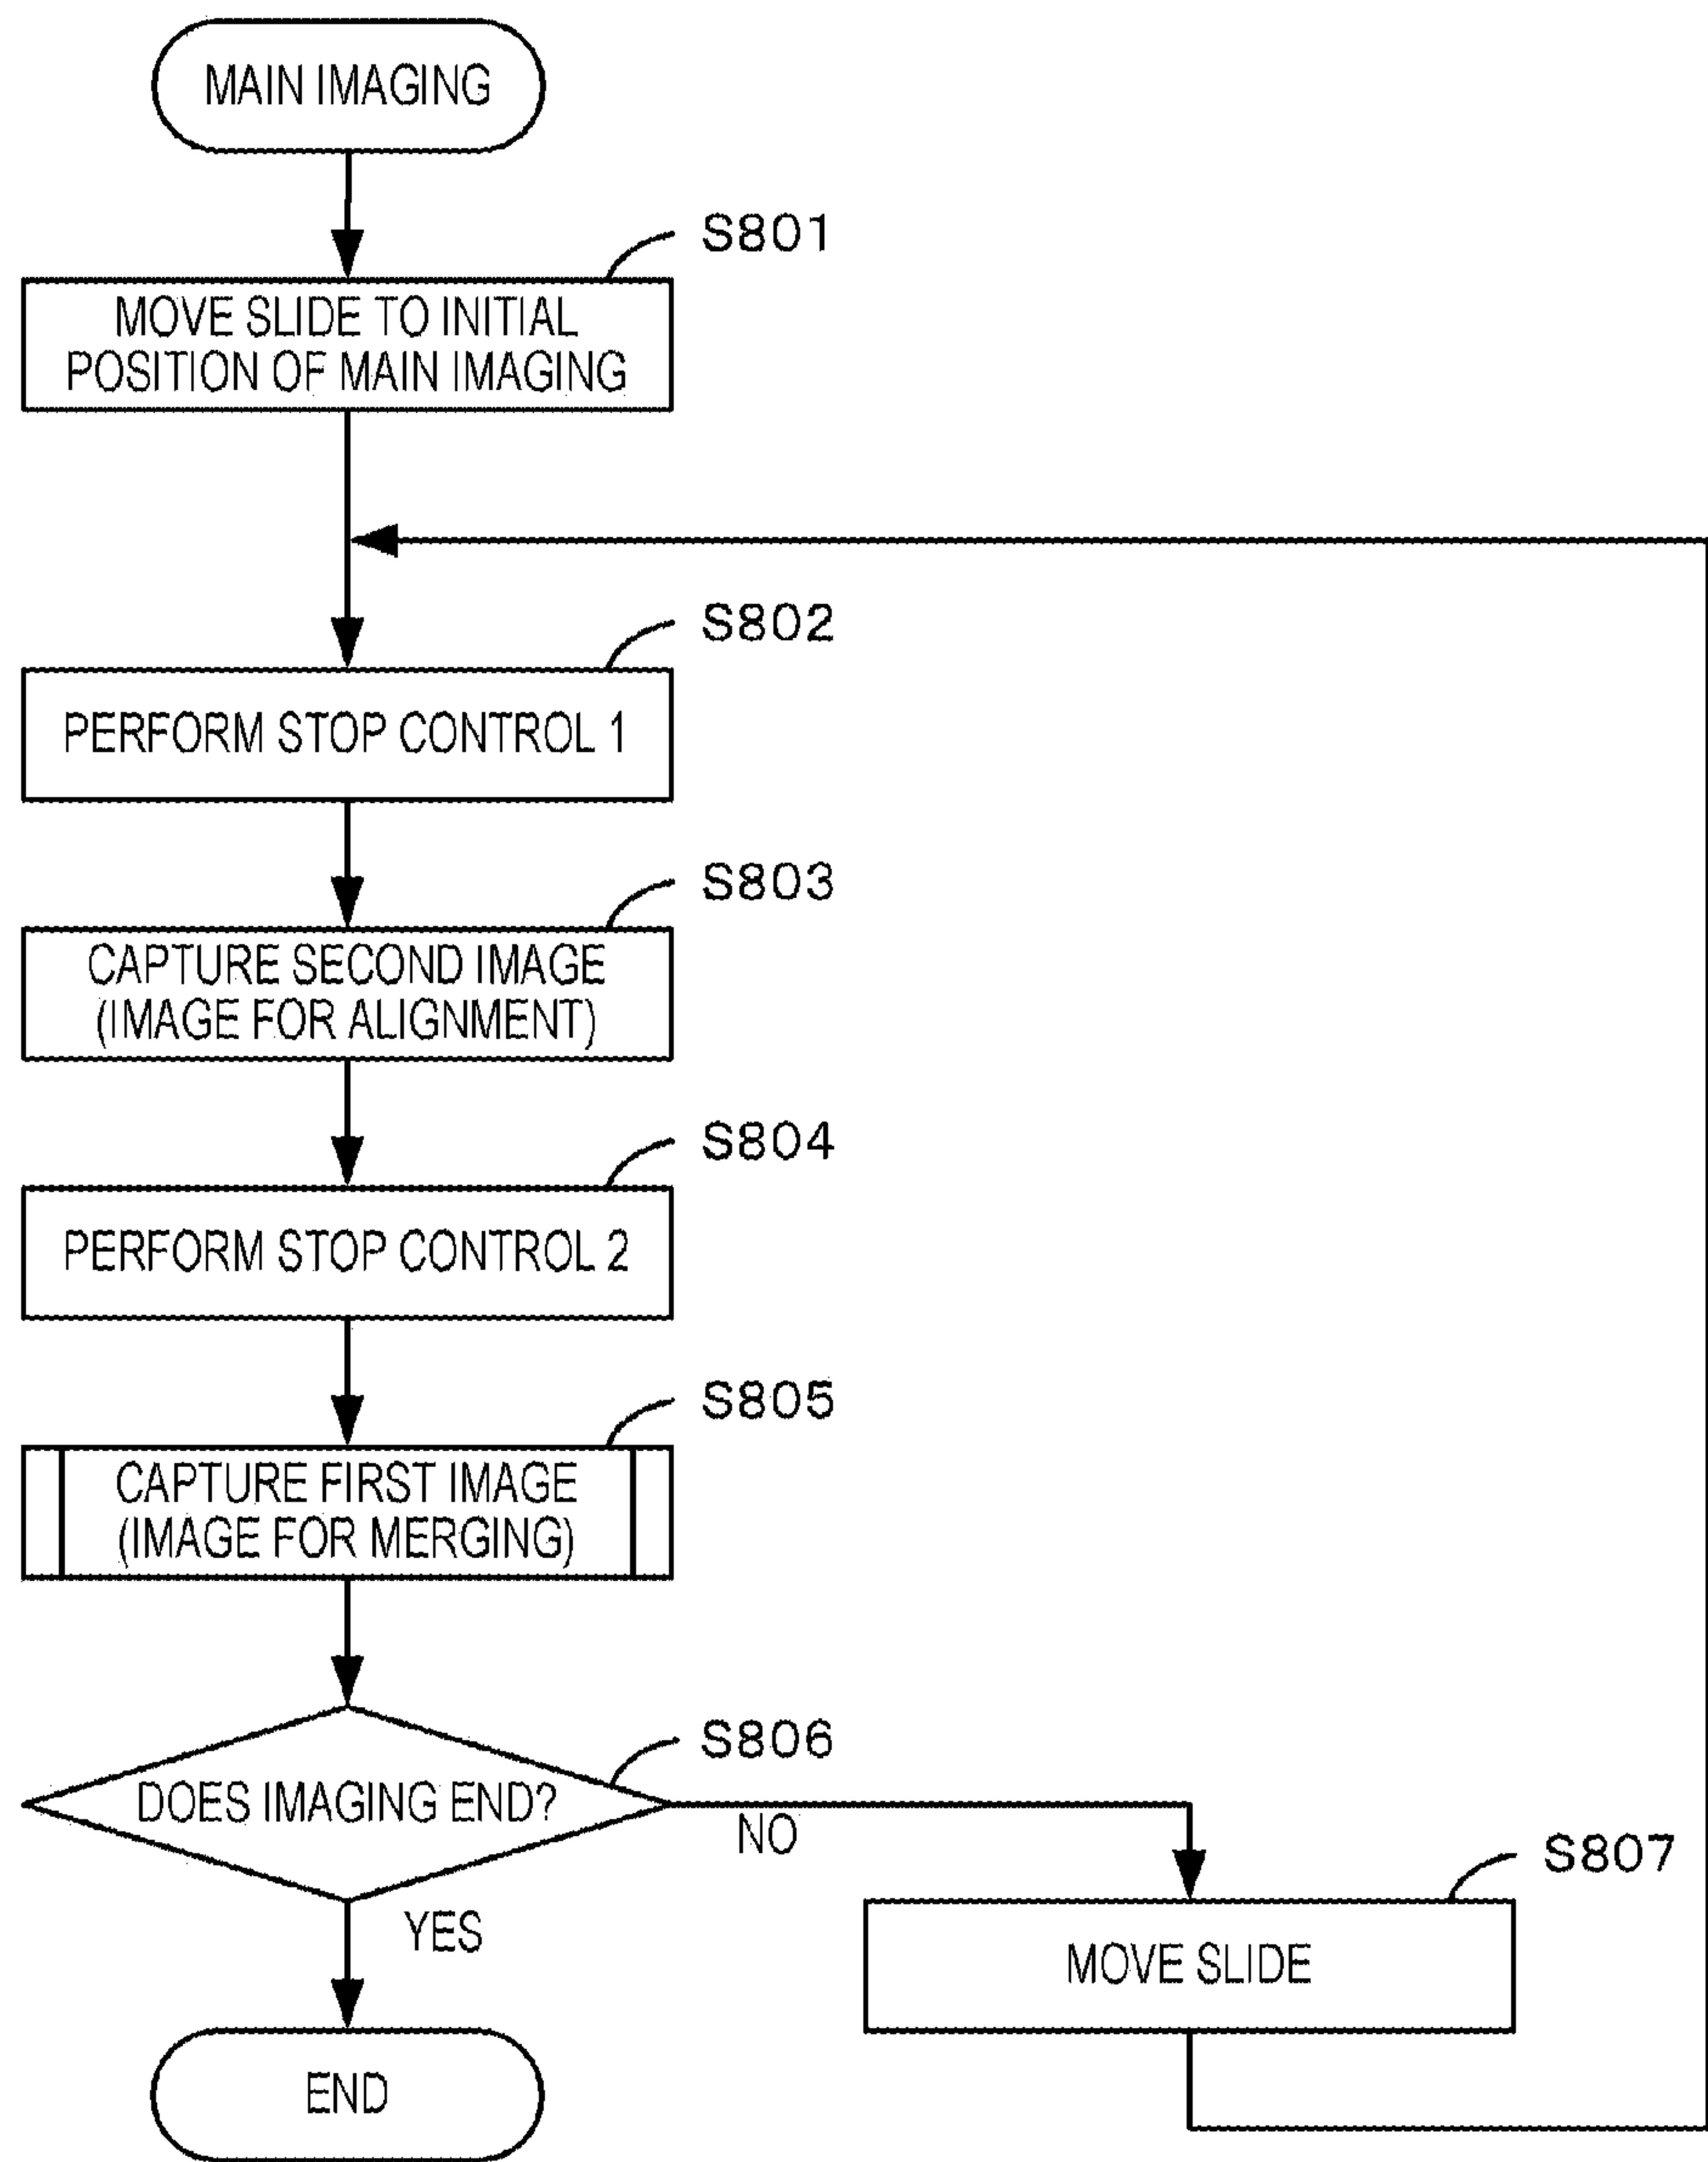 MAIN IMAGING
S801
MOVE SLIDE TO INITIAL
POSITION OF MAIN IMAGING
S802
PERFORM STOP CONTROL 1
S803
CAPTURE SECOND IMAGE
(IMAGE FOR ALIGNMENT)
S804
PERFORM STOP CONTROL 2
S805
CAPTURE FIRST IMAGE
(IMAGE FOR MERGING)
S806
DOES IMAGING END?
NO
S807
YES
MOVE SLIDE
END